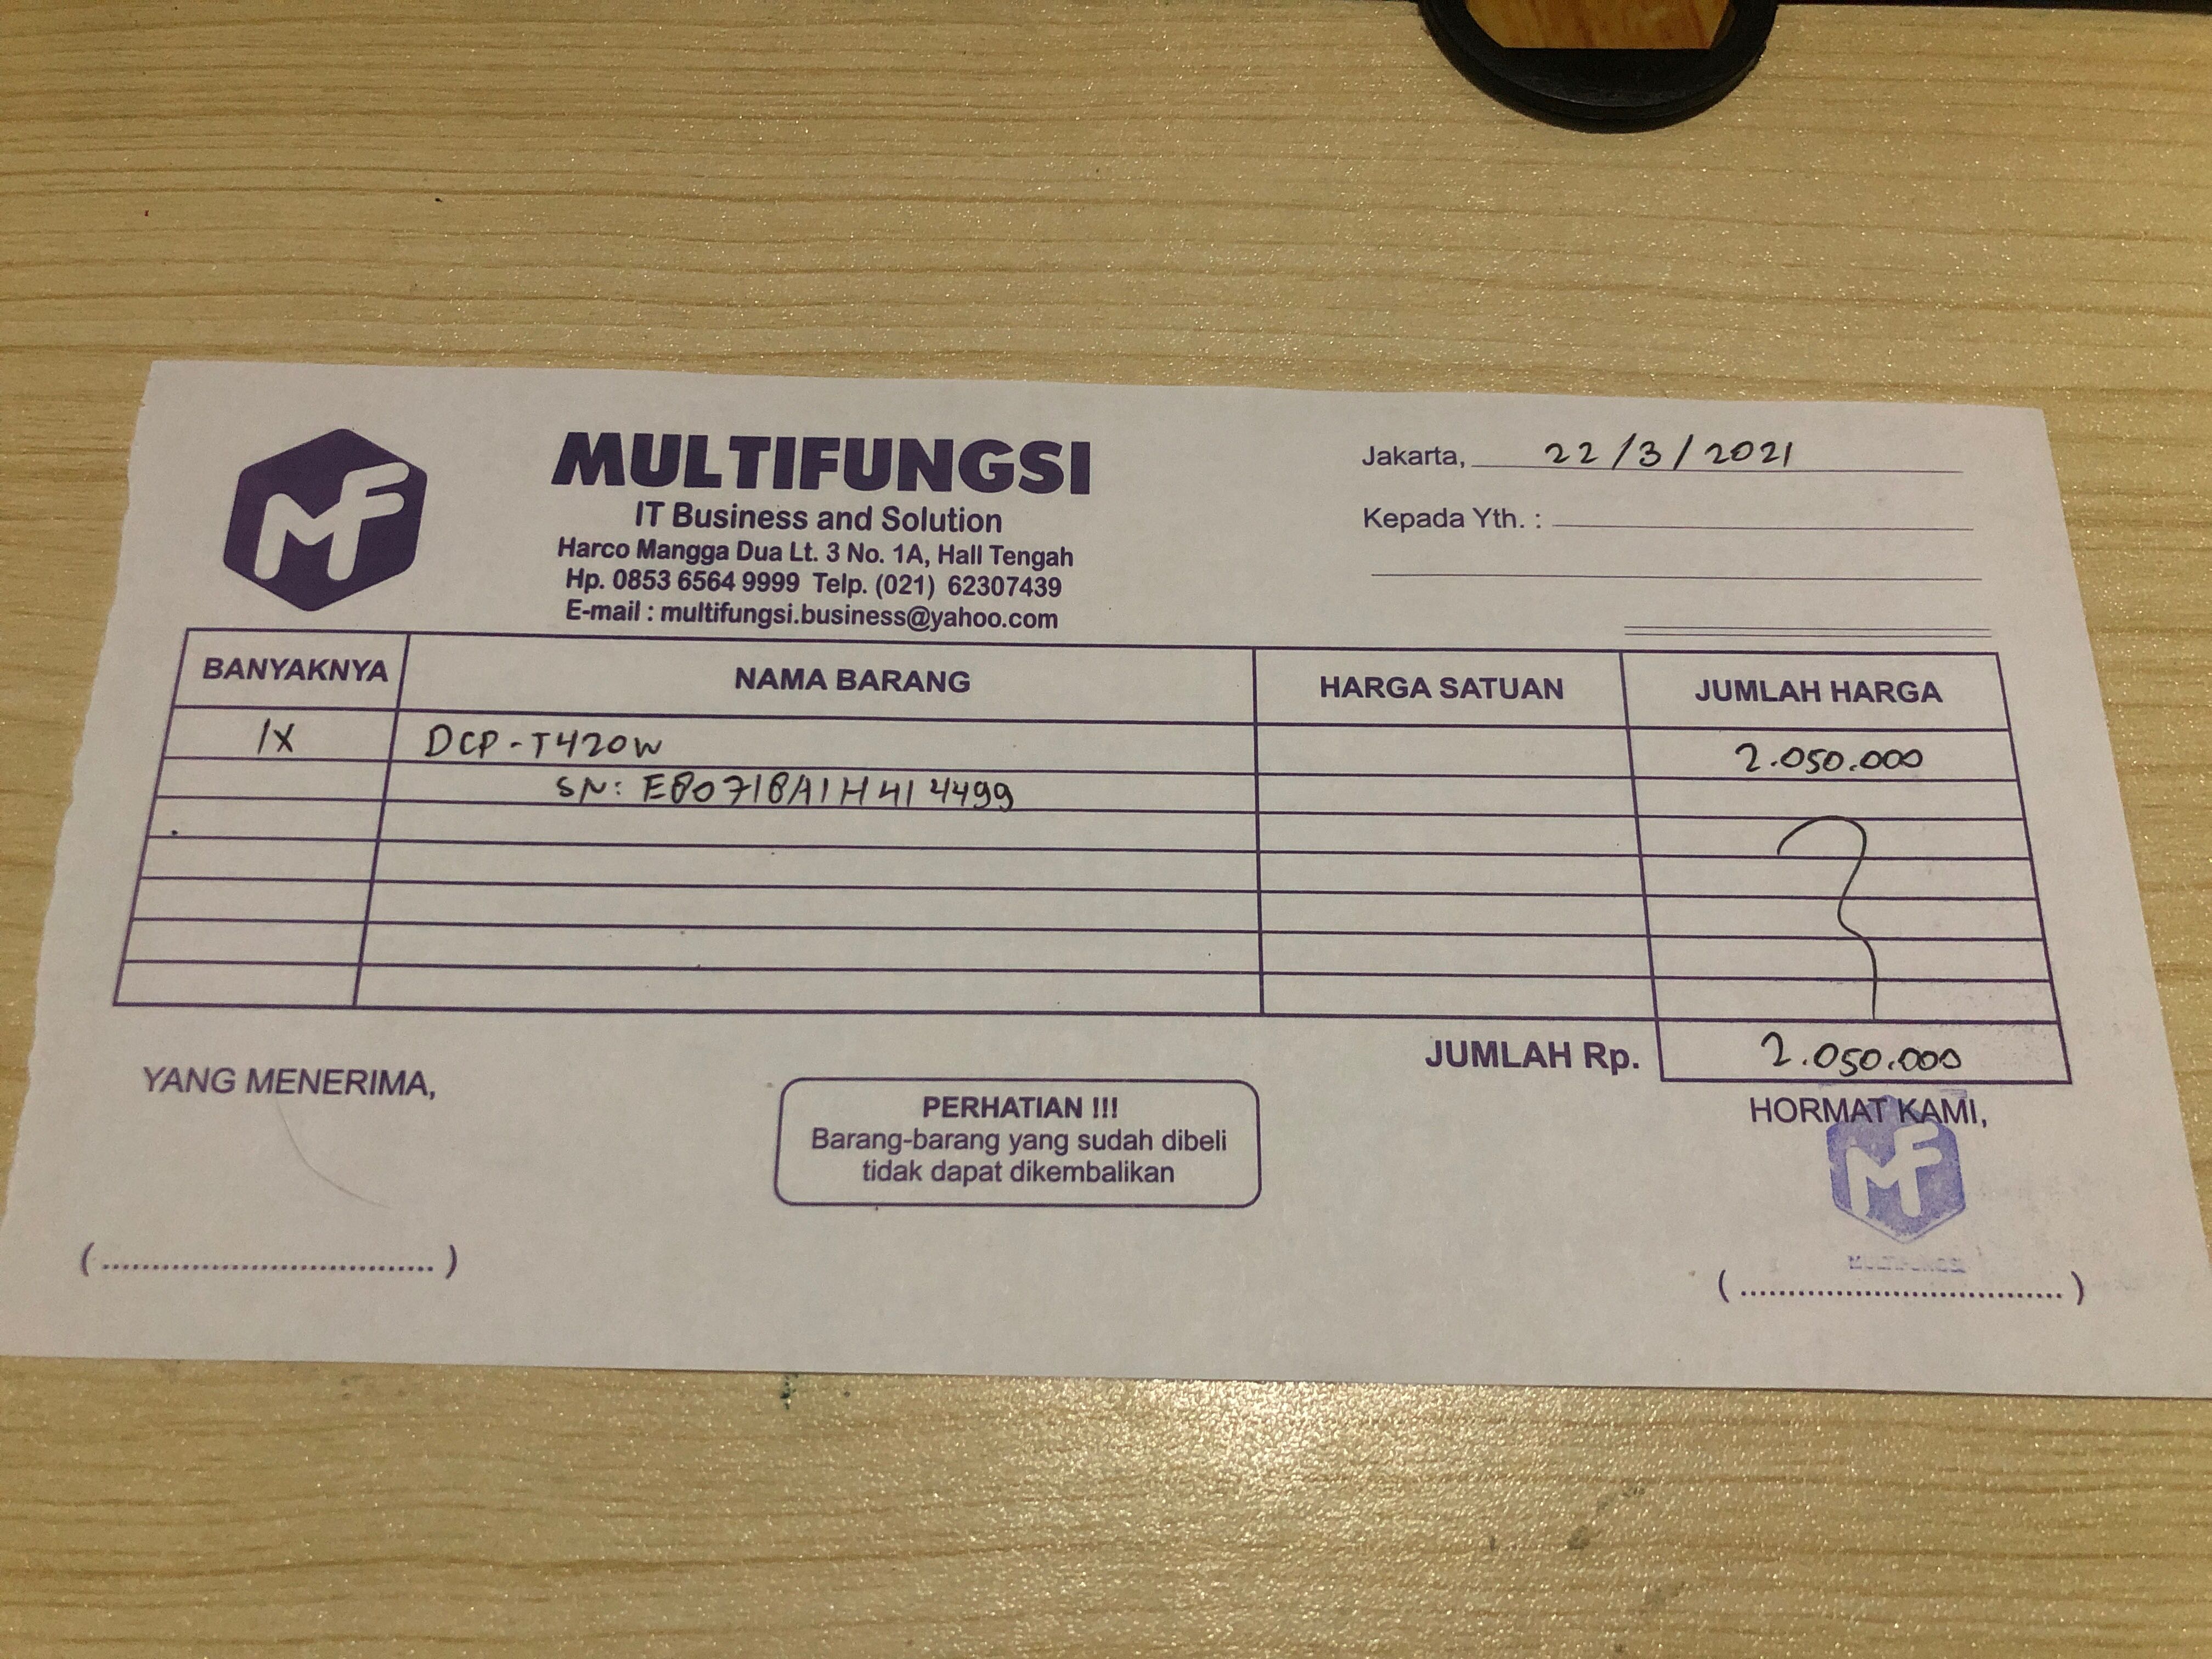 MF
MULTIFUNGSI
IT Business and Solution
Harco Mangga Dua Lt. 3 No. 1A, Hall Tengah
Hp. 0853 6564 9999 Telp. (021) 62307439
E-mail : multifungsi.business@yahoo.com
Jakarta, 22/3/2021
Kepada Yth. :
BANYAKNYA NAMA BARANG HARGA SATUAN JUMLAH HARGA
1X DCP-T420W 2.050.000
SN: E80718A1H414499
JUMLAH Rp. 2.050.000
YANG MENERIMA,
PERHATIAN !!!
Barang-barang yang sudah dibeli
tidak dapat dikembalikan
HORMAT KAMI,
MF
MULTIFUNGSI
(..................................)
(..................................)